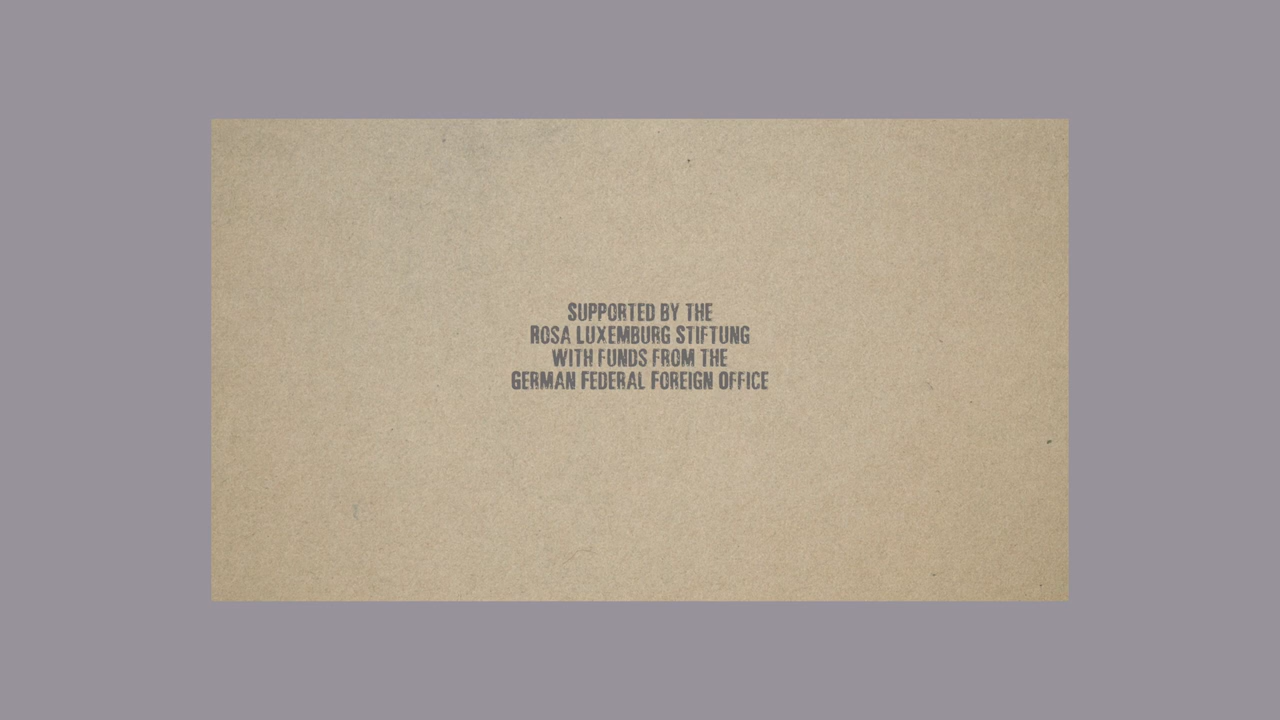 SUPPORTED BY THE
ROSA LUXEMBURG STIFTUNG
WITH FUNDS FROM THE
GERMAN FEDERAL FOREIGN OFFICE